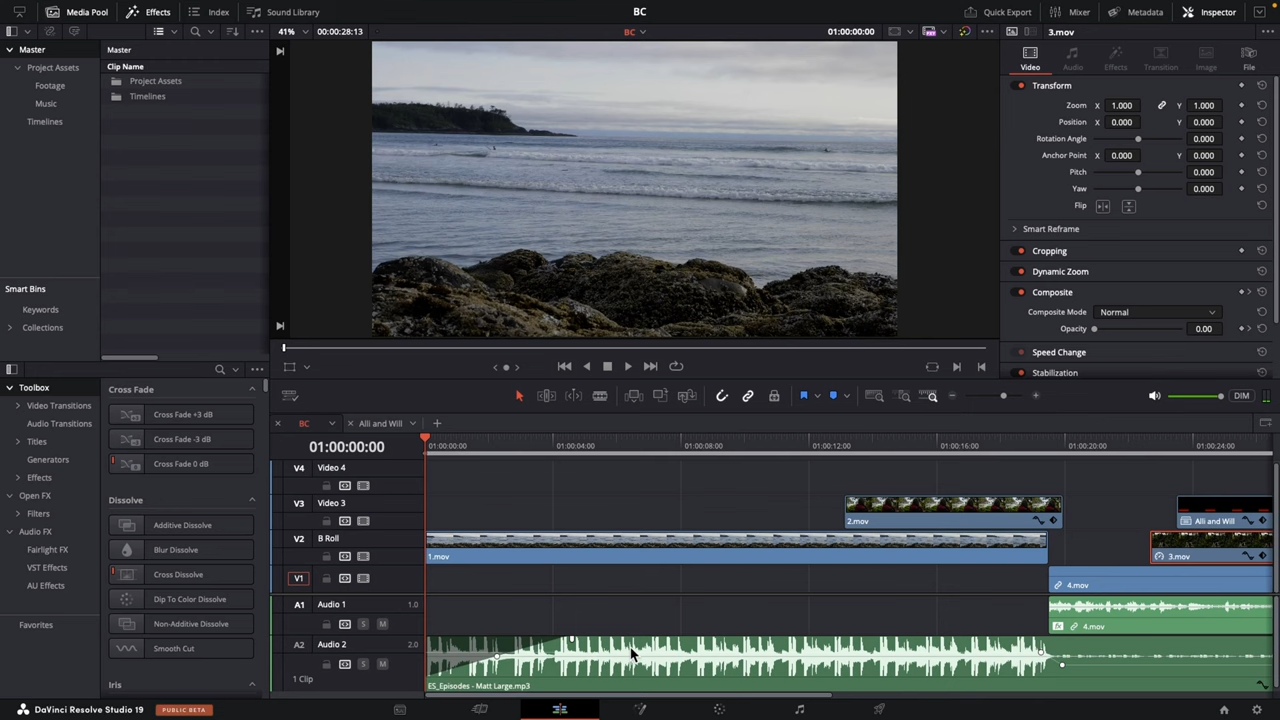 Media Pool
Effects
Index
Sound Library
BC
Quick Export
Mixer
Metadata
Inspector
41%
00:00:28:13
BC
01:00:00:00
3.mov
Master
Project Assets
Footage
Music
Timelines
Smart Bins
Keywords
Collections
Master
Clip Name
Project Assets
Timelines
Video
Audio
Effects
Transition
Image
File
Transform
Zoom X 1.000 Y 1.000
Position X 0.000 Y 0.000
Rotation Angle 0.000
Anchor Point X 0.000 Y 0.000
Pitch 0.000
Yaw 0.000
Flip
Smart Reframe
Cropping
Dynamic Zoom
Composite
Composite Mode Normal
Opacity 0.00
Speed Change
Stabilization
DIM
Toolbox
Video Transitions
Audio Transitions
Titles
Generators
Effects
Open FX
Filters
Audio FX
Fairlight FX
VST Effects
AU Effects
Favorites
Cross Fade
Cross Fade +3 dB
Cross Fade -3 dB
Cross Fade 0 dB
Dissolve
Additive Dissolve
Blur Dissolve
Cross Dissolve
Dip To Color Dissolve
Non-Additive Dissolve
Smooth Cut
Iris
BC
Alli and Will
01:00:00:00
01:00:00:00
01:00:04:00
01:00:08:00
01:00:12:00
01:00:16:00
01:00:20:00
01:00:24:00
V4 Video 4
V3 Video 3
2.mov
Alli and Will
V2 B Roll
1.mov
3.mov
V1
4.mov
A1 Audio 1 1.0
S M
4.mov
A2 Audio 2 2.0
S M
1 Clip
ES_Episodes - Matt Large.mp3
DaVinci Resolve Studio 19
PUBLIC BETA